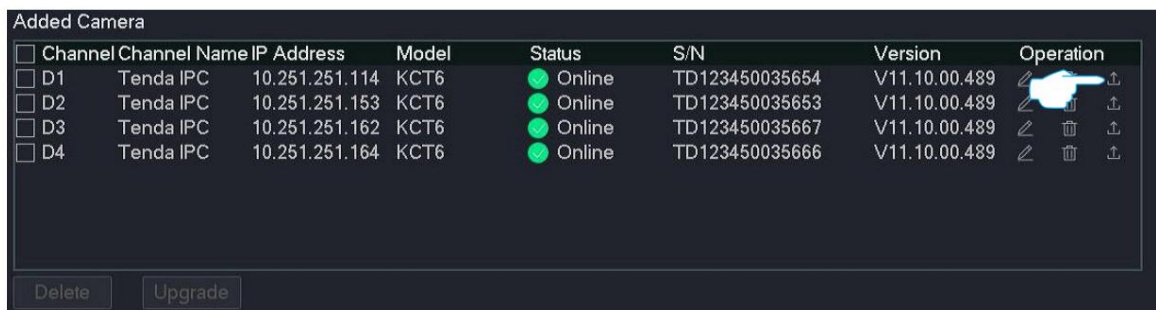 Added Camera
Channel Channel Name IP Address Model Status S/N Version Operation
D1 Tenda IPC 10.251.251.114 KCT6 Online TD123450035654 V11.10.00.489
D2 Tenda IPC 10.251.251.153 KCT6 Online TD123450035653 V11.10.00.489
D3 Tenda IPC 10.251.251.162 KCT6 Online TD123450035667 V11.10.00.489
D4 Tenda IPC 10.251.251.164 KCT6 Online TD123450035666 V11.10.00.489
Delete Upgrade